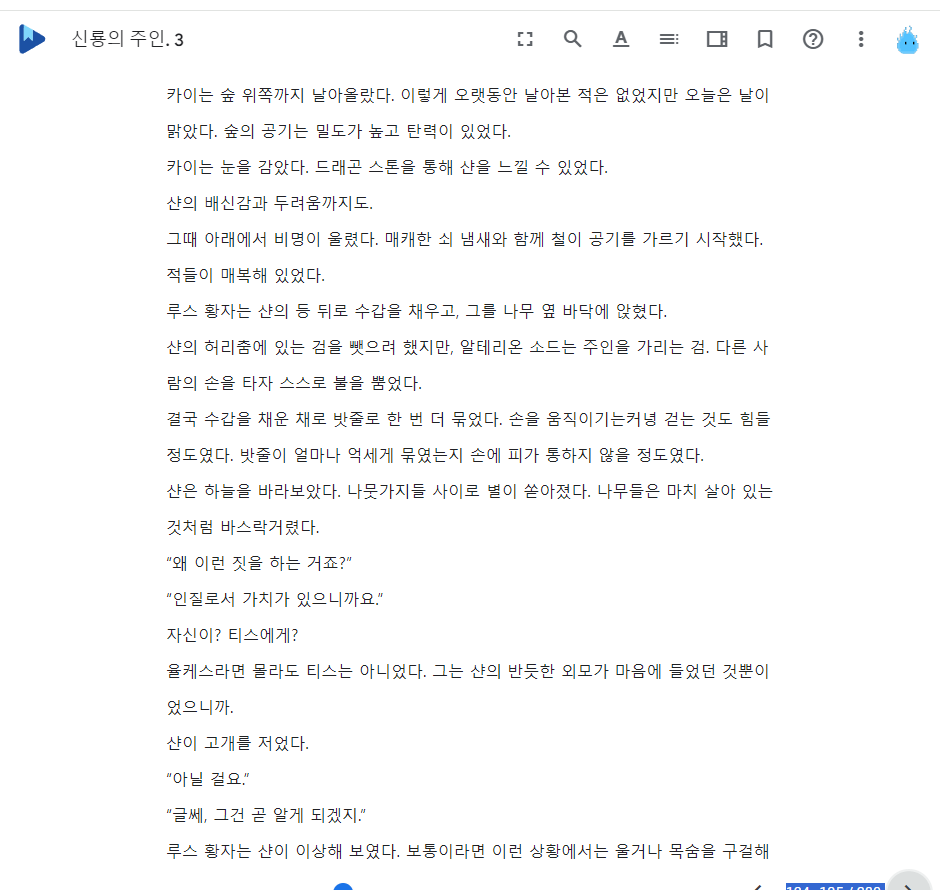 신룡의 주인. 3
카이는 숲 위쪽까지 날아올랐다. 이렇게 오랫동안 날아본 적은 없었지만 오늘은 날이
맑았다. 숲의 공기는 밀도가 높고 탄력이 있었다.
카이는 눈을 감았다. 드래곤 스톤을 통해 샨을 느낄 수 있었다.
샨의 배신감과 두려움까지도.
그때 아래에서 비명이 울렸다. 매캐한 쇠 냄새와 함께 철이 공기를 가르기 시작했다.
적들이 매복해 있었다.
루스 황자는 샨의 등 뒤로 수갑을 채우고, 그를 나무 옆 바닥에 앉혔다.
샨의 허리춤에 있는 검을 뺏으려 했지만, 알테리온 소드는 주인을 가리는 검. 다른 사
람의 손을 타자 스스로 불을 뿜었다.
결국 수갑을 채운 채로 밧줄로 한 번 더 묶었다. 손을 움직이기는커녕 걷는 것도 힘들
정도였다. 밧줄이 얼마나 억세게 묶였는지 손에 피가 통하지 않을 정도였다.
샨은 하늘을 바라보았다. 나뭇가지들 사이로 별이 쏟아졌다. 나무들은 마치 살아 있는
것처럼 바스락거렸다.
“왜 이런 짓을 하는 거죠?”
“인질로서 가치가 있으니까요.”
자신이? 티스에게?
율케스라면 몰라도 티스는 아니었다. 그는 샨의 반듯한 외모가 마음에 들었던 것뿐이
었으니까.
샨이 고개를 저었다.
“아닐 걸요.”
“글쎄, 그건 곧 알게 되겠지.”
루스 황자는 샨이 이상해 보였다. 보통이라면 이런 상황에서는 울거나 목숨을 구걸해